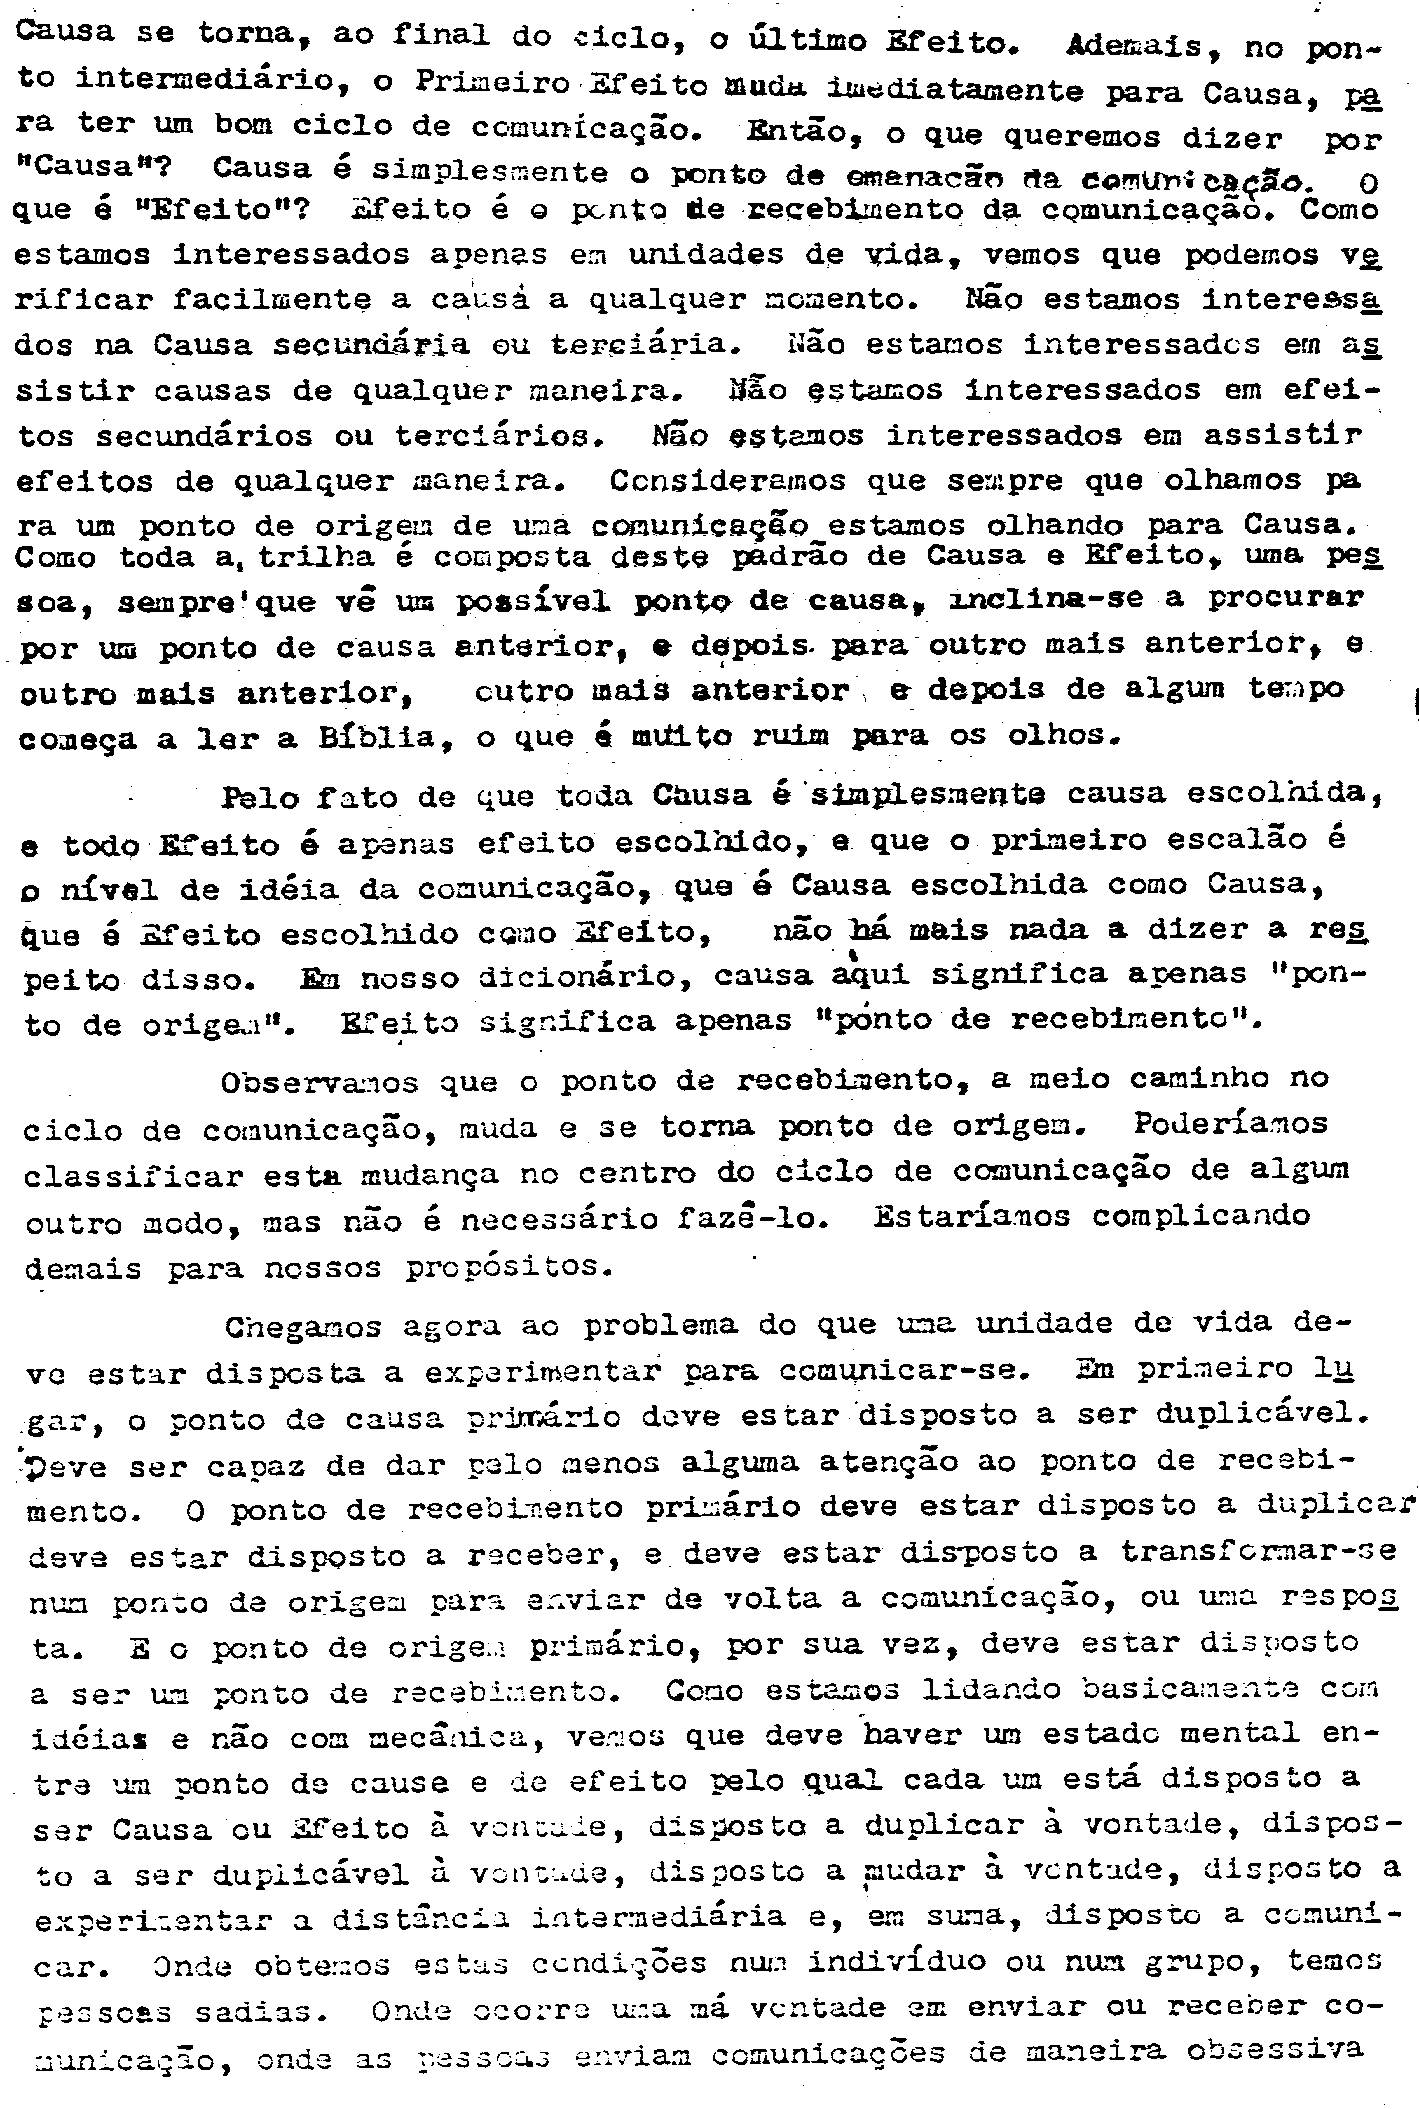 Causa se torna, ao final do ciclo, o último Efeito. Ademais, no pon-
to intermediário, o Primeiro Efeito muda imediatamente para Causa, pa
ra ter um bom ciclo de comunicação. Então, o que queremos dizer por
"Causa"? Causa é simplesmente o ponto de emanação da comunicação. O
que é "Efeito"? Efeito é o ponto de recebimento da comunicação. Como
estamos interessados apenas em unidades de vida, vemos que podemos ve
rificar facilmente a causa a qualquer momento. Não estamos interessa
dos na Causa secundária ou terciária. Não estamos interessados em as
sistir causas de qualquer maneira. Não estamos interessados em efei-
tos secundários ou terciários. Não estamos interessados em assistir
efeitos de qualquer maneira. Consideramos que sempre que olhamos pa
ra um ponto de origem de uma comunicação estamos olhando para Causa.
Como toda a trilha é composta deste padrão de Causa e Efeito, uma pes
soa, sempre que vê um possível ponto de causa, inclina-se a procurar
por um ponto de causa anterior, e depois para outro mais anterior, e
outro mais anterior, outro mais anterior, e depois de algum tempo
começa a ler a Bíblia, o que é muito ruim para os olhos.
Pelo fato de que toda Causa é simplesmente causa escolhida,
e todo Efeito é apenas efeito escolhido, e que o primeiro escalão é
o nível de idéia da comunicação, que é Causa escolhida como Causa,
que é Efeito escolhido como Efeito, não há mais nada a dizer a res
peito disso. Em nosso dicionário, causa aqui significa apenas "pon-
to de origem". Efeito significa apenas "ponto de recebimento".
Observamos que o ponto de recebimento, a meio caminho no
ciclo de comunicação, muda e se torna ponto de origem. Poderíamos
classificar esta mudança no centro do ciclo de comunicação de algum
outro modo, mas não é necessário fazê-lo. Estaríamos complicando
demais para nossos propósitos.
Chegamos agora ao problema do que uma unidade de vida de-
ve estar disposta a experimentar para comunicar-se. Em primeiro lu
gar, o ponto de causa primário deve estar disposto a ser duplicável.
Deve ser capaz de dar pelo menos alguma atenção ao ponto de recebi-
mento. O ponto de recebimento primário deve estar disposto a duplicar
deve estar disposto a receber, e deve estar disposto a transformar-se
num ponto de origem para enviar de volta a comunicação, ou uma respos
ta. E o ponto de origem primário, por sua vez, deve estar disposto
a ser um ponto de recebimento. Como estamos lidando basicamente com
idéias e não com mecânica, vemos que deve haver um estado mental en-
tre um ponto de cause e de efeito pelo qual cada um está disposto a
ser Causa ou Efeito à vontade, disposto a duplicar à vontade, dispos-
to a ser duplicável à vontade, disposto a mudar à vontade, disposto a
experimentar a distância intermediária e, em suma, disposto a comuni-
car. Onde obtemos estas condições num indivíduo ou num grupo, temos
pessoas sadias. Onde ocorre uma má vontade em enviar ou receber co-
municação, onde as pessoas enviam comunicações de maneira obsessiva